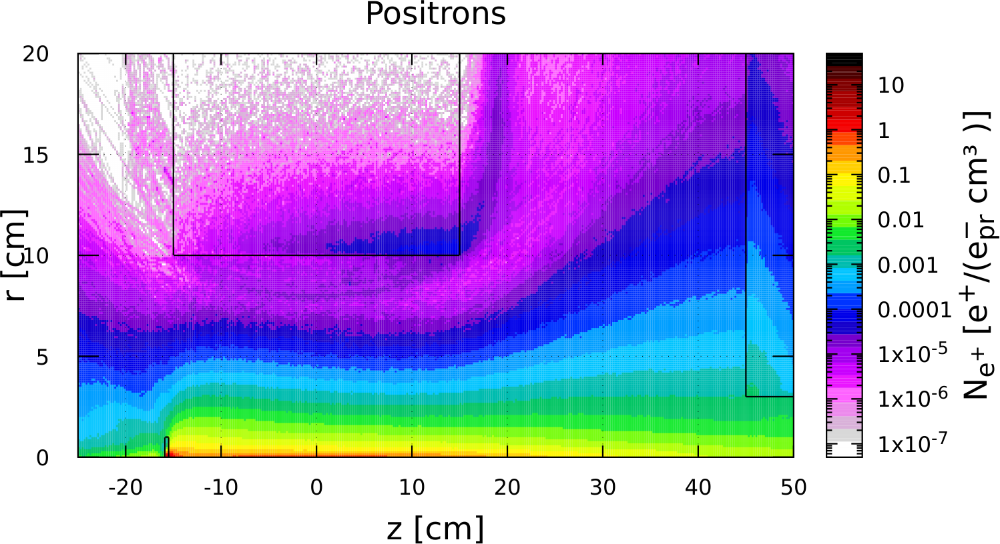 Positrons
20
15
10
5
0
r [cm]
-20 -10 0 10 20 30 40 50
z [cm]
10
1
0.1
0.01
0.001
0.0001
1x10⁻⁵
1x10⁻⁶
1x10⁻⁷
Nₑ⁺ [e⁺/(e⁻pr cm³ )]